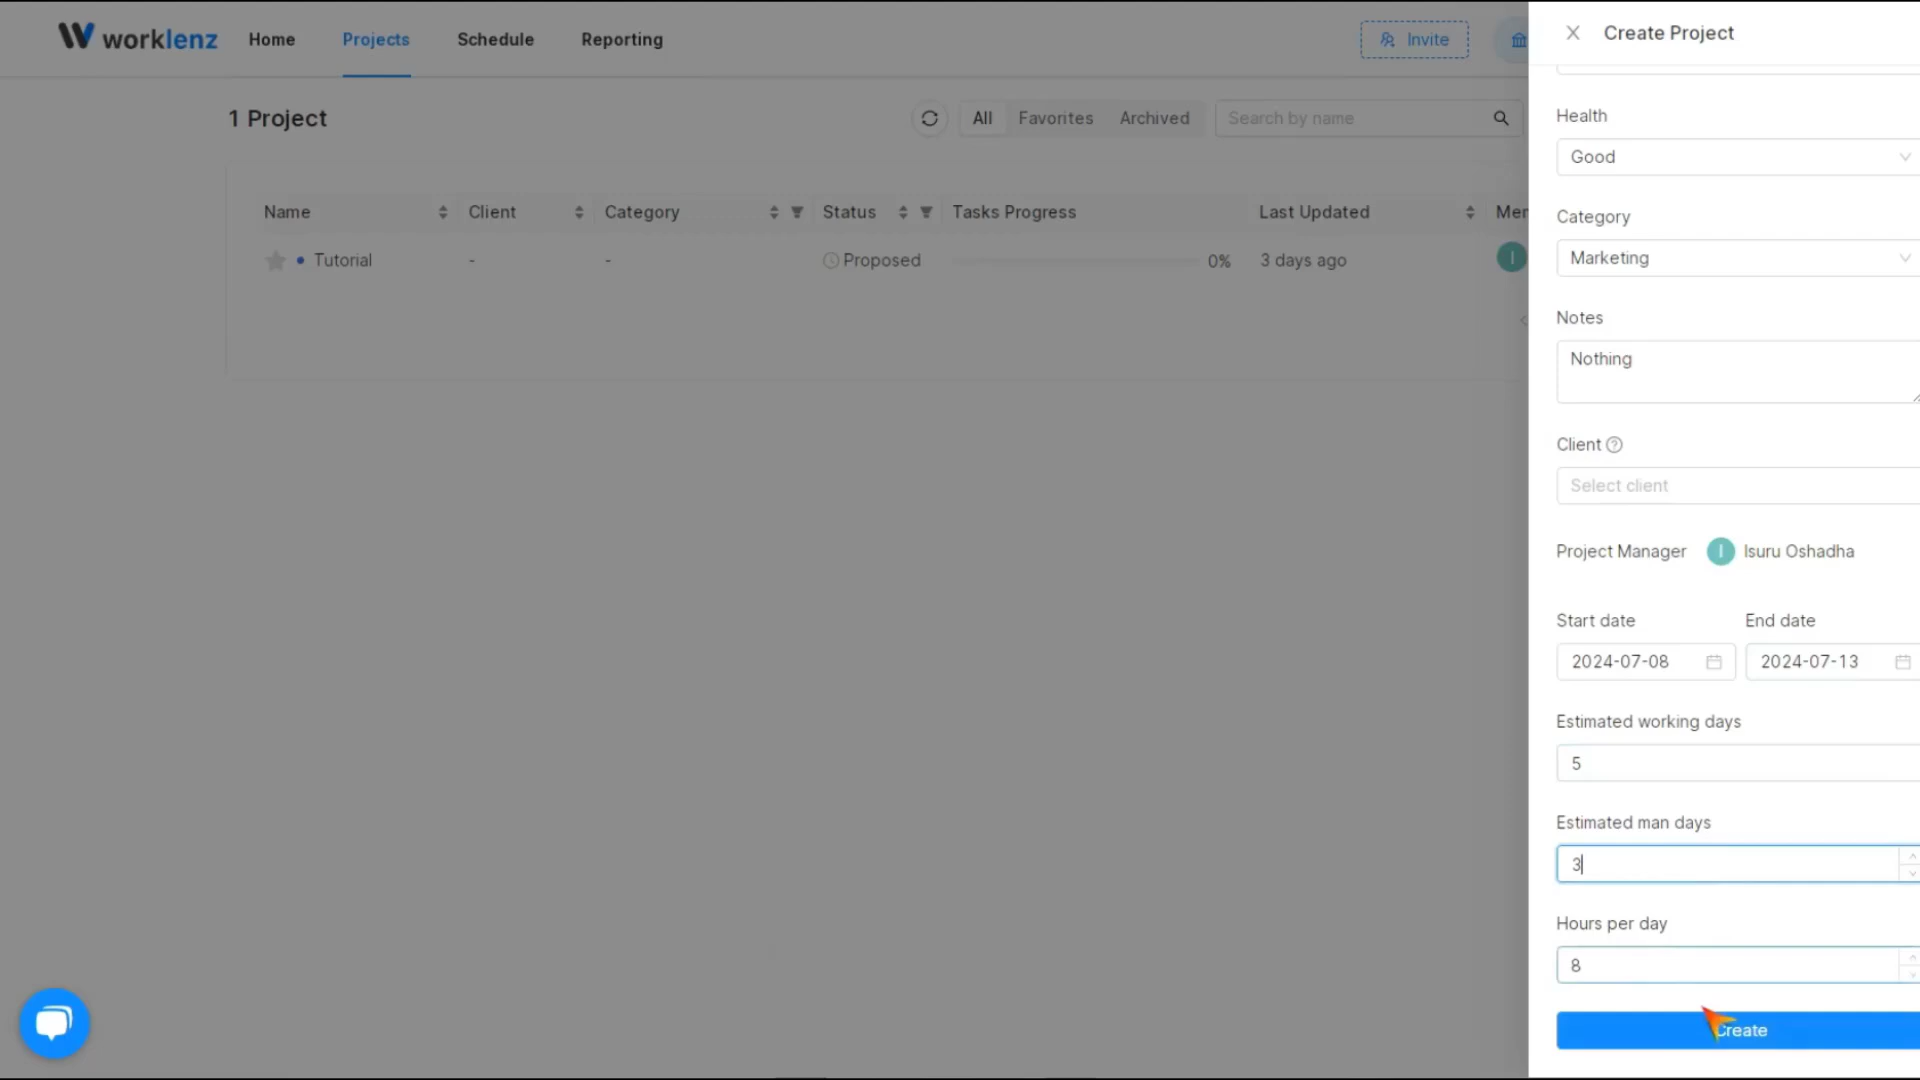 worklenz Home Projects Schedule Reporting Invite
Create Project
1 Project All Favorites Archived Search by name
Health
Good
Category
Marketing
Name Client Category Status Tasks Progress Last Updated
Tutorial - - Proposed 0% 3 days ago I
Notes
Nothing
Client
Select client
Project Manager I Isuru Oshadha
Start date End date
2024-07-08 2024-07-13
Estimated working days
5
Estimated man days
3
Hours per day
8
Create